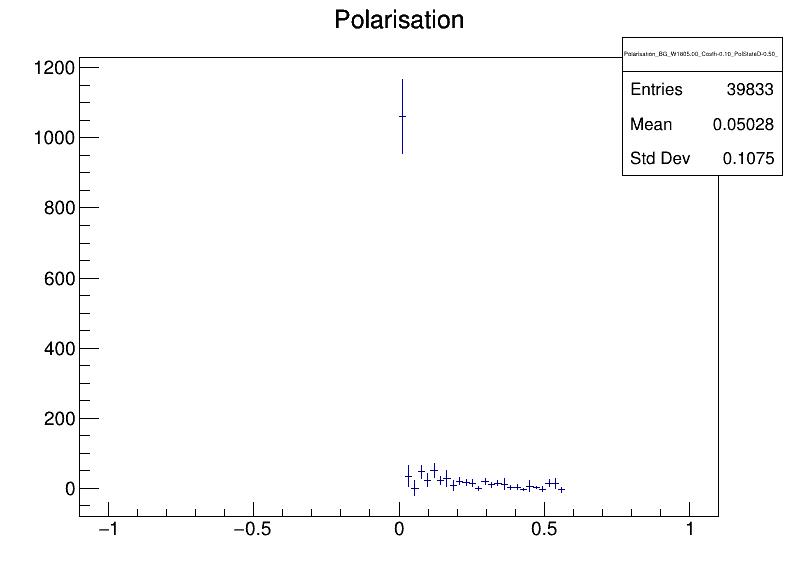 Polarisation
Polarisation_BG_W1605.00_Costh-0.10_PolStateD-0.50_
Entries 39833
Mean 0.05028
Std Dev 0.1075
1200
1000
800
600
400
200
0
−1 −0.5 0 0.5 1